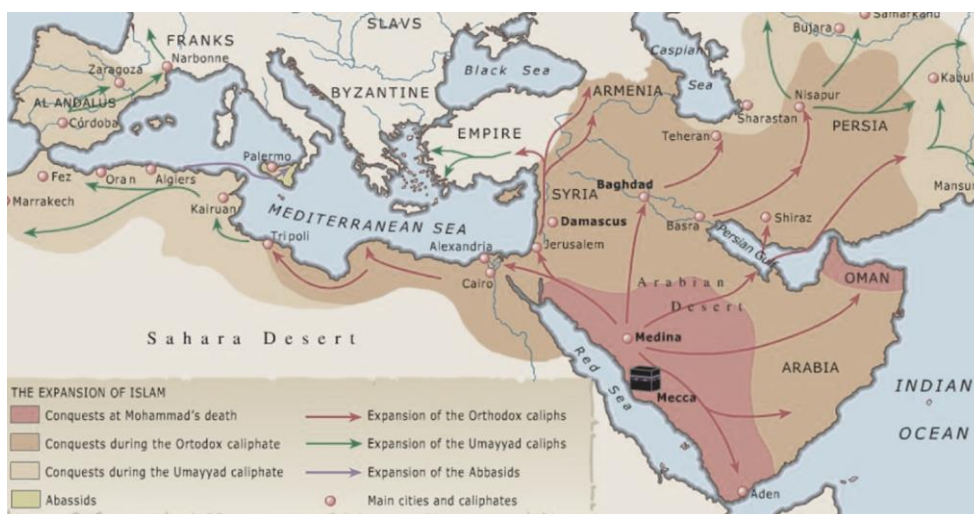 SLAVS
Samarkand
Bujara
FRANKS
Narbonne
Caspian
Sea
Zaragoza
Black Sea
Kabul
ARMENIA
BYZANTINE
Nisapur
AL ANDALUS
Sharastan
Córdoba
EMPIRE
PERSIA
Teheran
Palermo
Fez
Oran
Algiers
SYRIA
Baghdad
Mansur
Marrakech
Kairuan
MEDITERRANEAN SEA
Damascus
Basra
Shiraz
Tripoli
Alexandria
Jerusalem
Persian Gulf
Cairo
OMAN
Arabian
Desert
Sahara Desert
Medina
Red Sea
ARABIA
Mecca
INDIAN
OCEAN
Aden
THE EXPANSION OF ISLAM
Conquests at Mohammad's death
Expansion of the Orthodox caliphs
Conquests during the Ortodox caliphate
Expansion of the Umayyad caliphs
Conquests during the Umayyad caliphate
Expansion of the Abbasids
Abassids
Main cities and caliphates